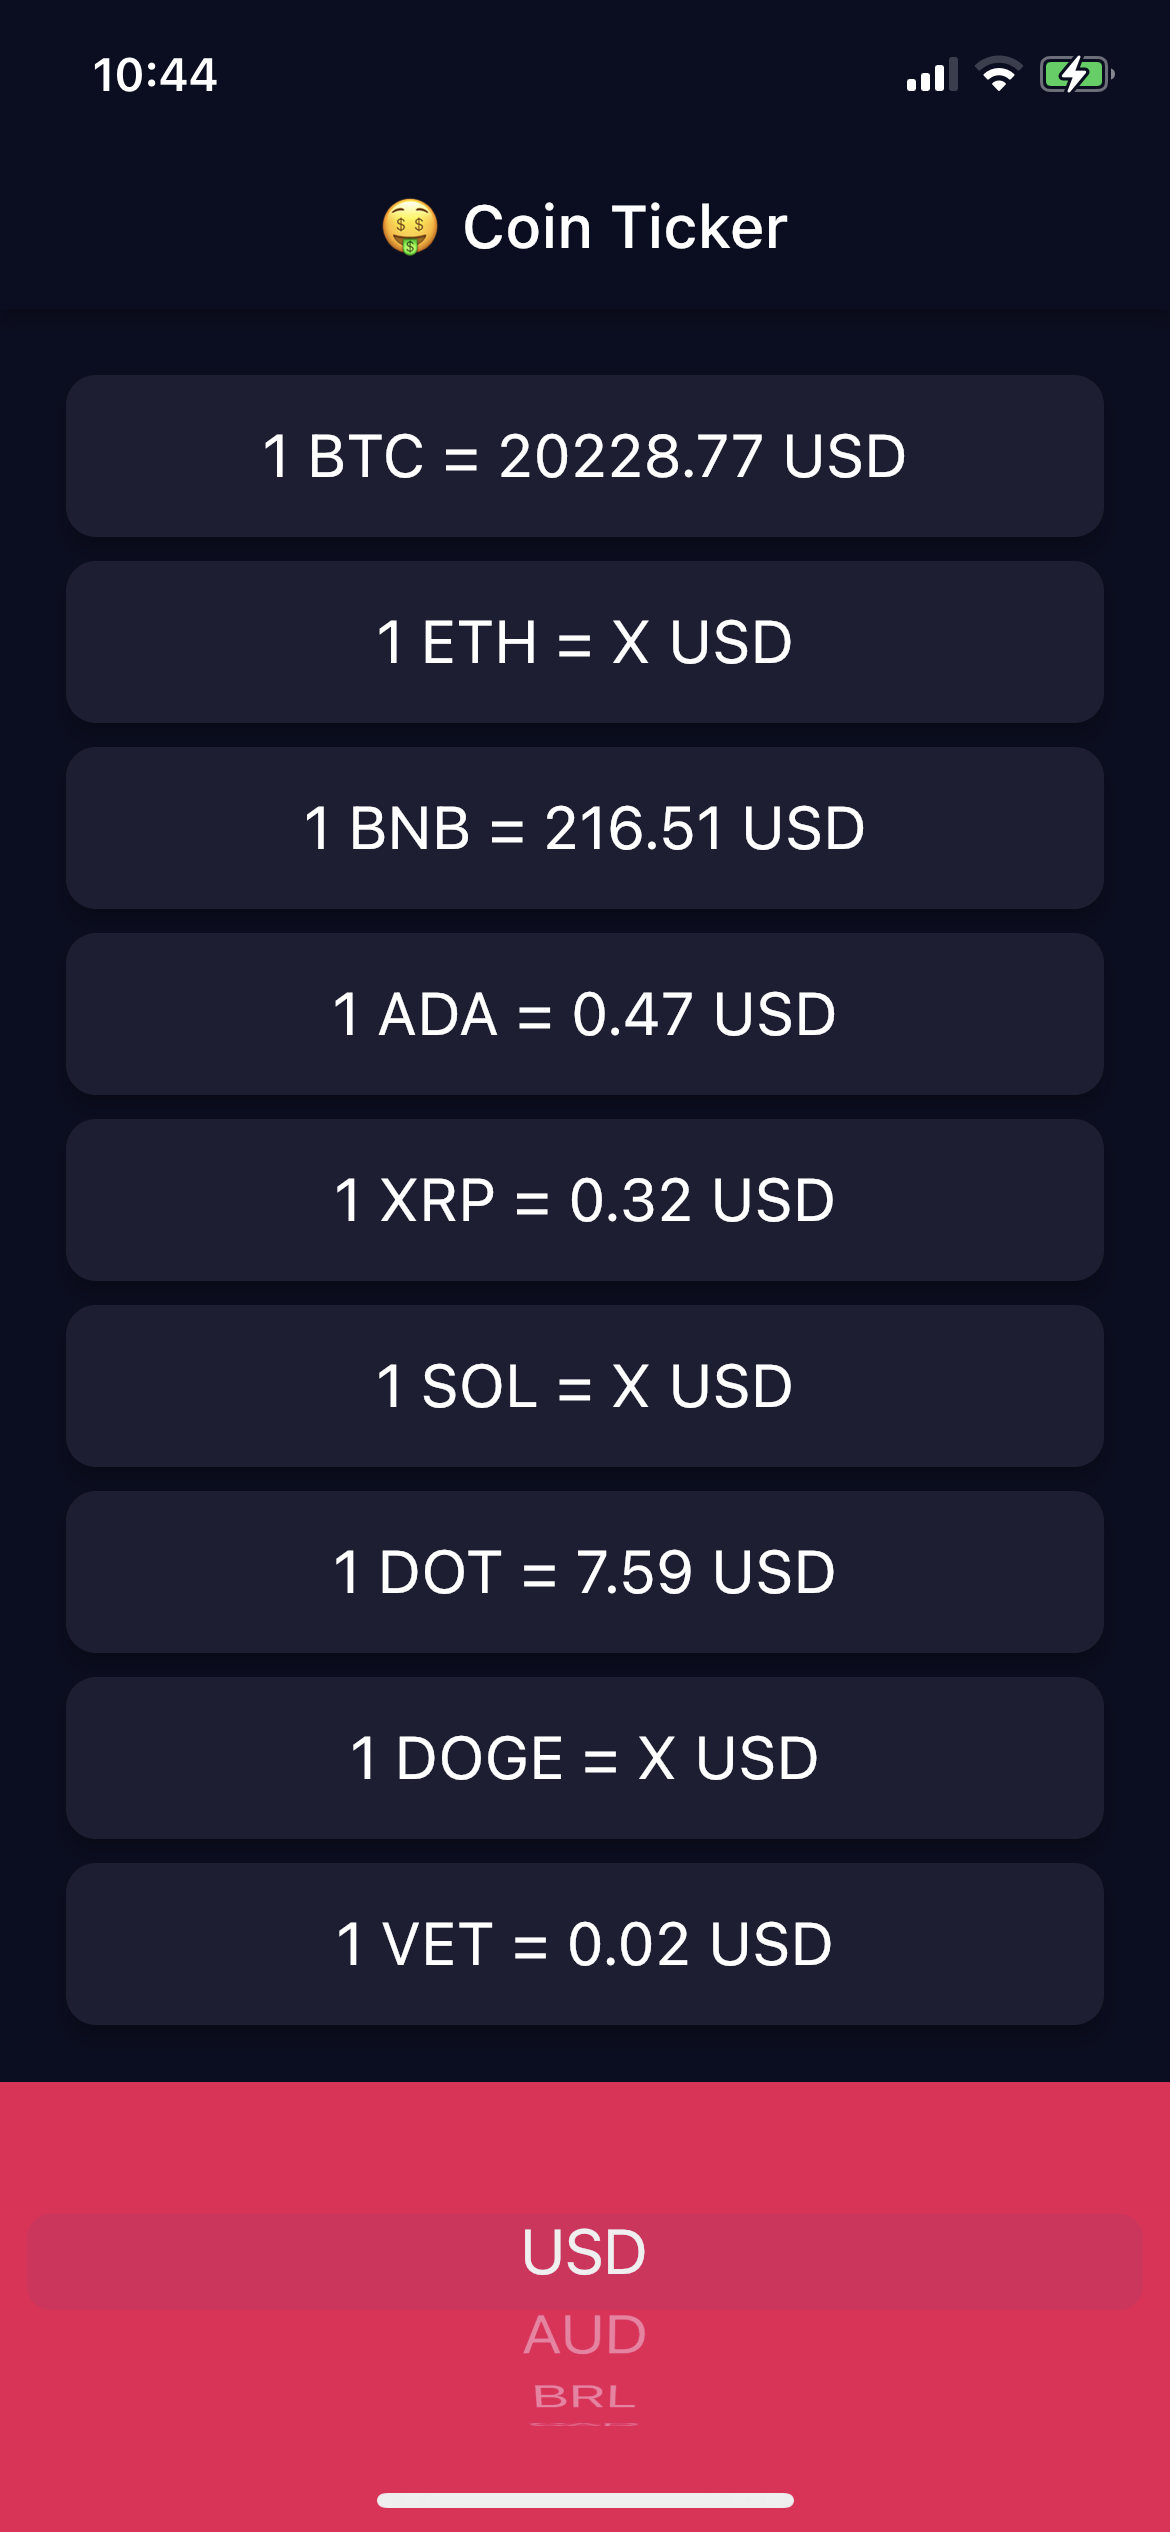 10:44
🤑 Coin Ticker
1 BTC = 20228.77 USD
1 ETH = X USD
1 BNB = 216.51 USD
1 ADA = 0.47 USD
1 XRP = 0.32 USD
1 SOL = X USD
1 DOT = 7.59 USD
1 DOGE = X USD
1 VET = 0.02 USD
USD
AUD
BRL